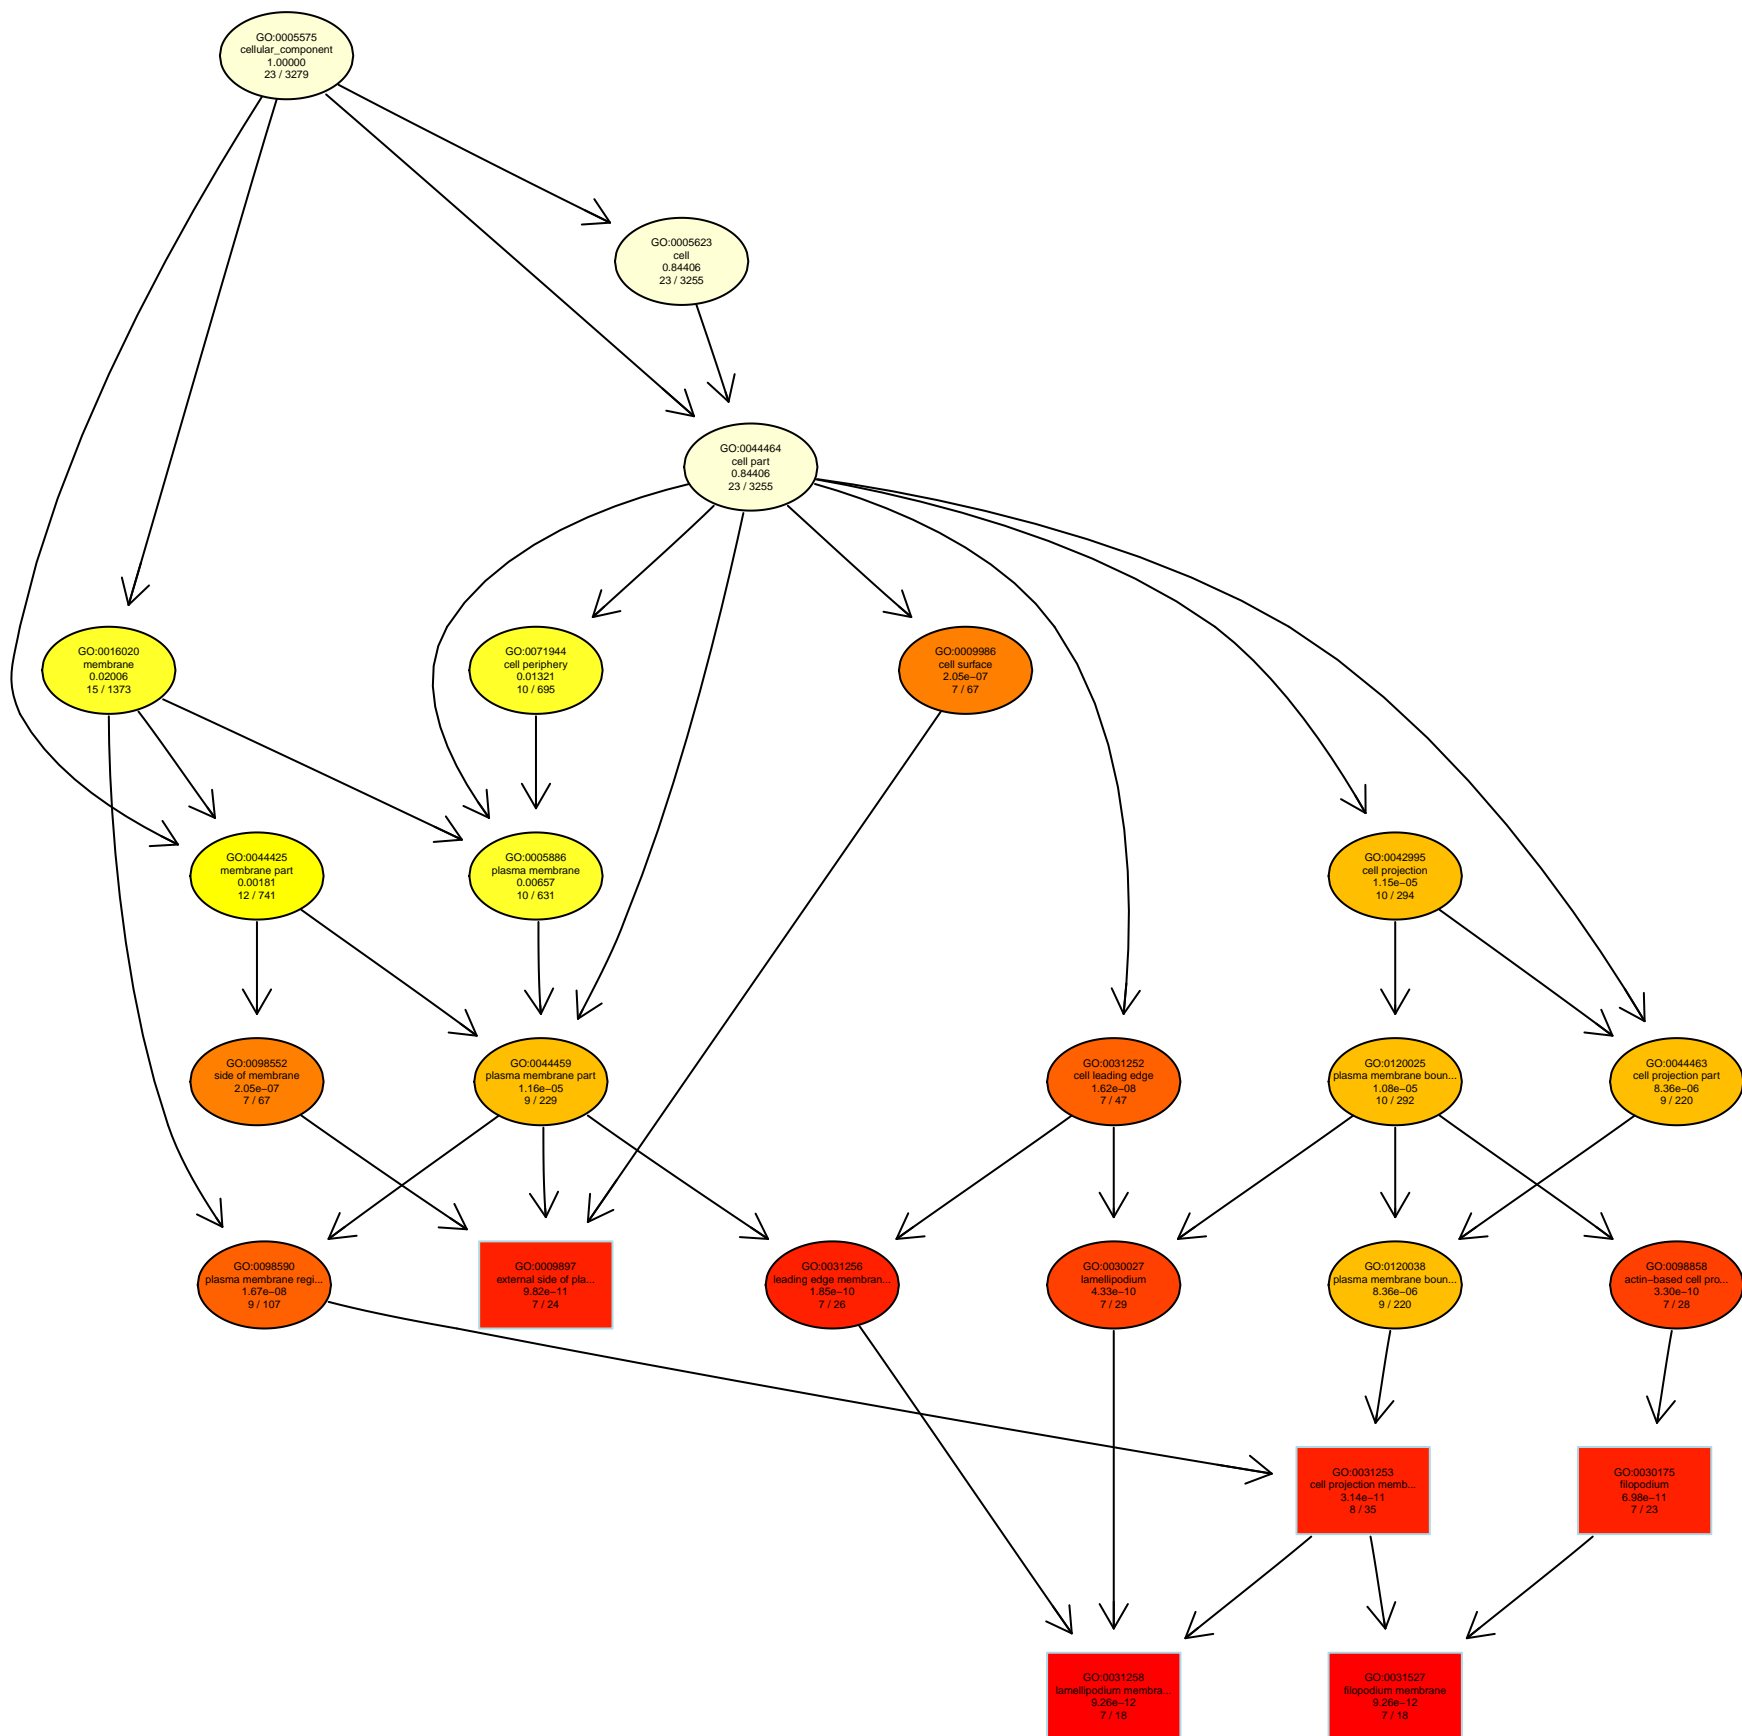 GO:0005575
cellular_component
1.00000
23 / 3279
GO:0005623
cell
0.84406
23 / 3255
GO:0044464
cell part
0.84406
23 / 3255
GO:0016020
membrane
0.02006
15 / 1373
GO:0071944
cell periphery
0.01321
10 / 695
GO:0009986
cell surface
2.05e−07
7 / 67
GO:0044425
membrane part
0.00181
12 / 741
GO:0005886
plasma membrane
0.00657
10 / 631
GO:0042995
cell projection
1.15e−05
10 / 294
GO:0098552
side of membrane
2.05e−07
7 / 67
GO:0044459
plasma membrane part
1.16e−05
9 / 229
GO:0031252
cell leading edge
1.62e−08
7 / 47
GO:0120025
plasma membrane boun...
1.08e−05
10 / 292
GO:0044463
cell projection part
8.36e−06
9 / 220
GO:0098590
plasma membrane regi...
1.67e−08
9 / 107
GO:0009897
external side of pla...
9.82e−11
7 / 24
GO:0031256
leading edge membran...
1.85e−10
7 / 26
GO:0030027
lamellipodium
4.33e−10
7 / 29
GO:0120038
plasma membrane boun...
8.36e−06
9 / 220
GO:0098858
actin−based cell pro...
3.30e−10
7 / 28
GO:0031253
cell projection memb...
3.14e−11
8 / 35
GO:0030175
filopodium
6.98e−11
7 / 23
GO:0031258
lamellipodium membra...
9.26e−12
7 / 18
GO:0031527
filopodium membrane
9.26e−12
7 / 18